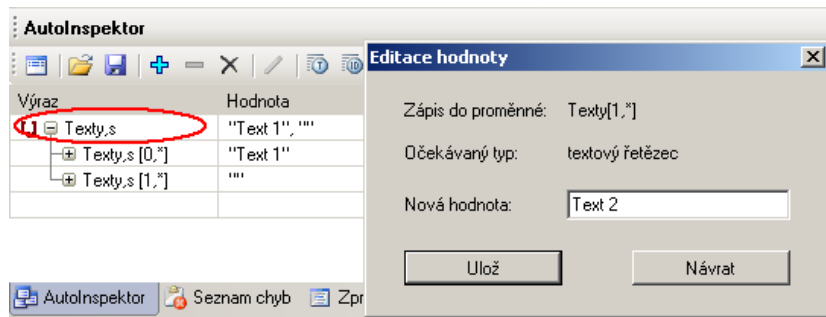 AutoInspektor
Editace hodnoty
Výraz
Hodnota
Texty,s
"Text 1", ""
Texty,s [0,*]
"Text 1"
Texty,s [1,*]
""
Zápis do proměnné:
Texty[1,*]
Očekávaný typ:
textový řetězec
Nová hodnota:
Text 2
Ulož
Návrat
AutoInspektor
Seznam chyb
Zpr